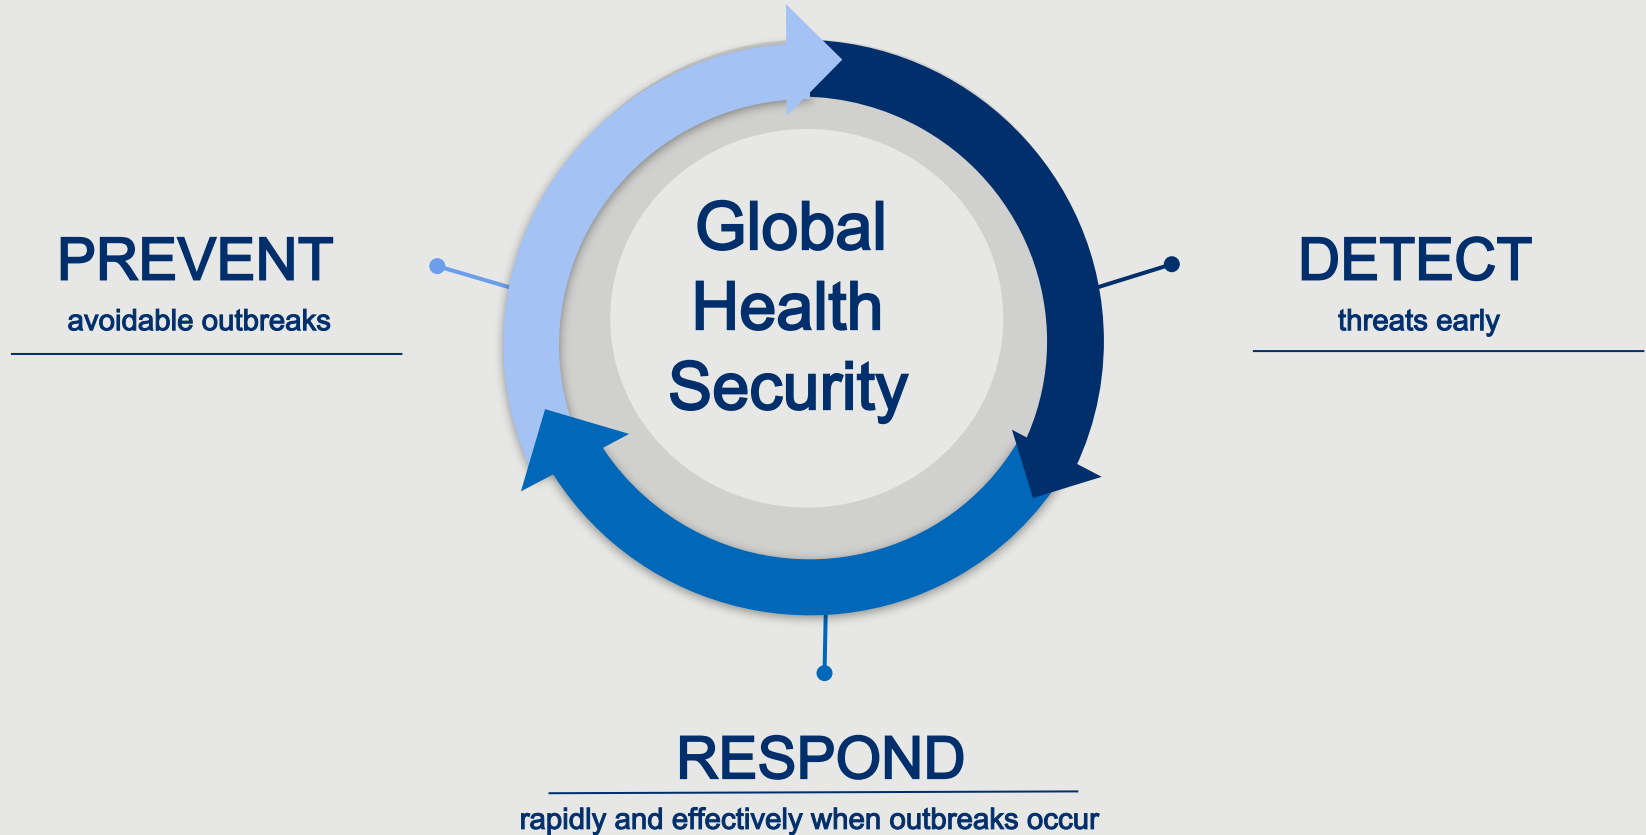 Global
Health
Security
PREVENT
avoidable outbreaks
DETECT
threats early
RESPOND
rapidly and effectively when outbreaks occur